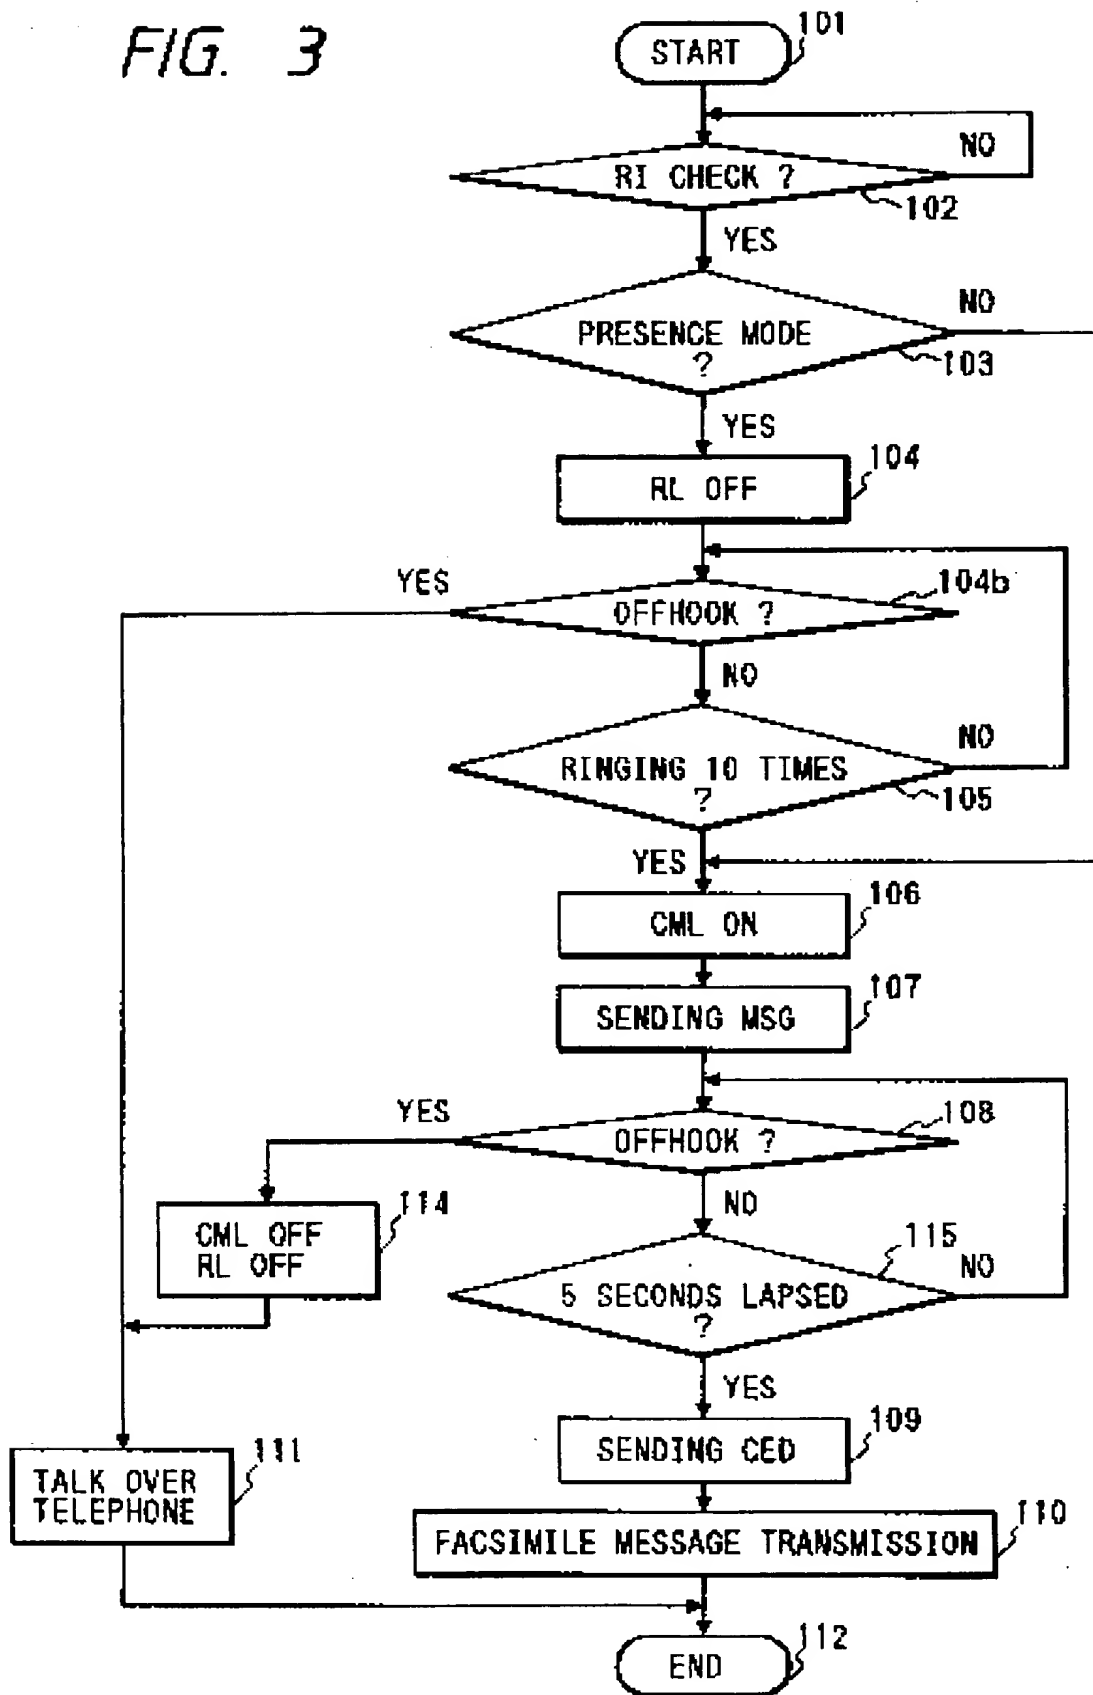 FIG. 3
START
101
NO
RI CHECK ?
102
YES
NO
PRESENCE MODE
?
103
YES
104
RL OFF
YES
104b
OFFHOOK ?
NO
NO
RINGING 10 TIMES
?
105
YES
106
CML ON
107
SENDING MSG
YES
108
OFFHOOK ?
NO
114
CML OFF
RL OFF
115
NO
5 SECONDS LAPSED
?
YES
109
SENDING CED
111
TALK OVER
TELEPHONE
110
FACSIMILE MESSAGE TRANSMISSION
112
END